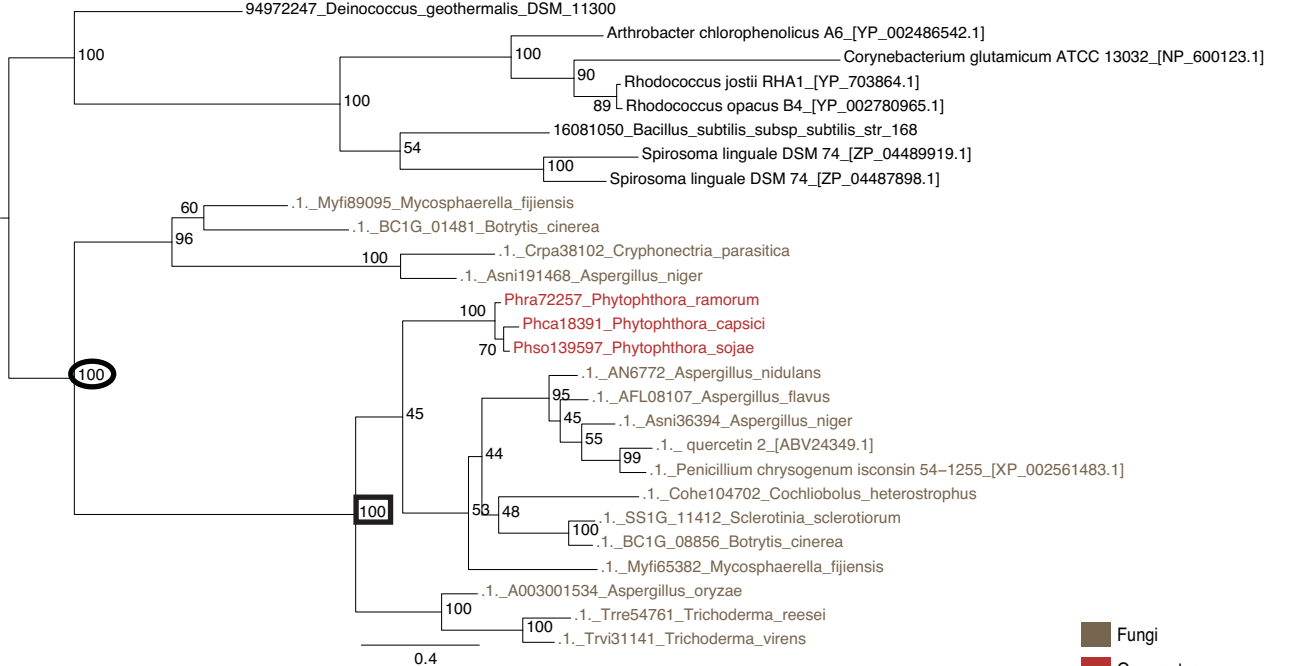 94972247_Deinococcus_geothermalis_DSM_11300
Arthrobacter chlorophenolicus A6_[YP_002486542.1]
100
Corynebacterium glutamicum ATCC 13032_[NP_600123.1]
100
90
Rhodococcus jostii RHA1_[YP_703864.1]
100
89
Rhodococcus opacus B4_[YP_002780965.1]
16081050_Bacillus_subtilis_subsp_subtilis_str_168
54
Spirosoma linguale DSM 74_[ZP_04489919.1]
100
Spirosoma linguale DSM 74_[ZP_04487898.1]
.1._Myfi89095_Mycosphaerella_fijiensis
60
.1._BC1G_01481_Botrytis_cinerea
96
.1._Crpa38102_Cryphonectria_parasitica
100
.1._Asni191468_Aspergillus_niger
Phra72257_Phytophthora_ramorum
100
Phca18391_Phytophthora_capsici
70
Phso139597_Phytophthora_sojae
100
.1._AN6772_Aspergillus_nidulans
95
.1._AFL08107_Aspergillus_flavus
45
45
.1._Asni36394_Aspergillus_niger
55
.1._ quercetin 2_[ABV24349.1]
44
99
.1._Penicillium chrysogenum isconsin 54−1255_[XP_002561483.1]
.1._Cohe104702_Cochliobolus_heterostrophus
100
53
48
.1._SS1G_11412_Sclerotinia_sclerotiorum
100
.1._BC1G_08856_Botrytis_cinerea
.1._Myfi65382_Mycosphaerella_fijiensis
.1._A003001534_Aspergillus_oryzae
100
.1._Trre54761_Trichoderma_reesei
100
.1._Trvi31141_Trichoderma_virens
Fungi
0.4